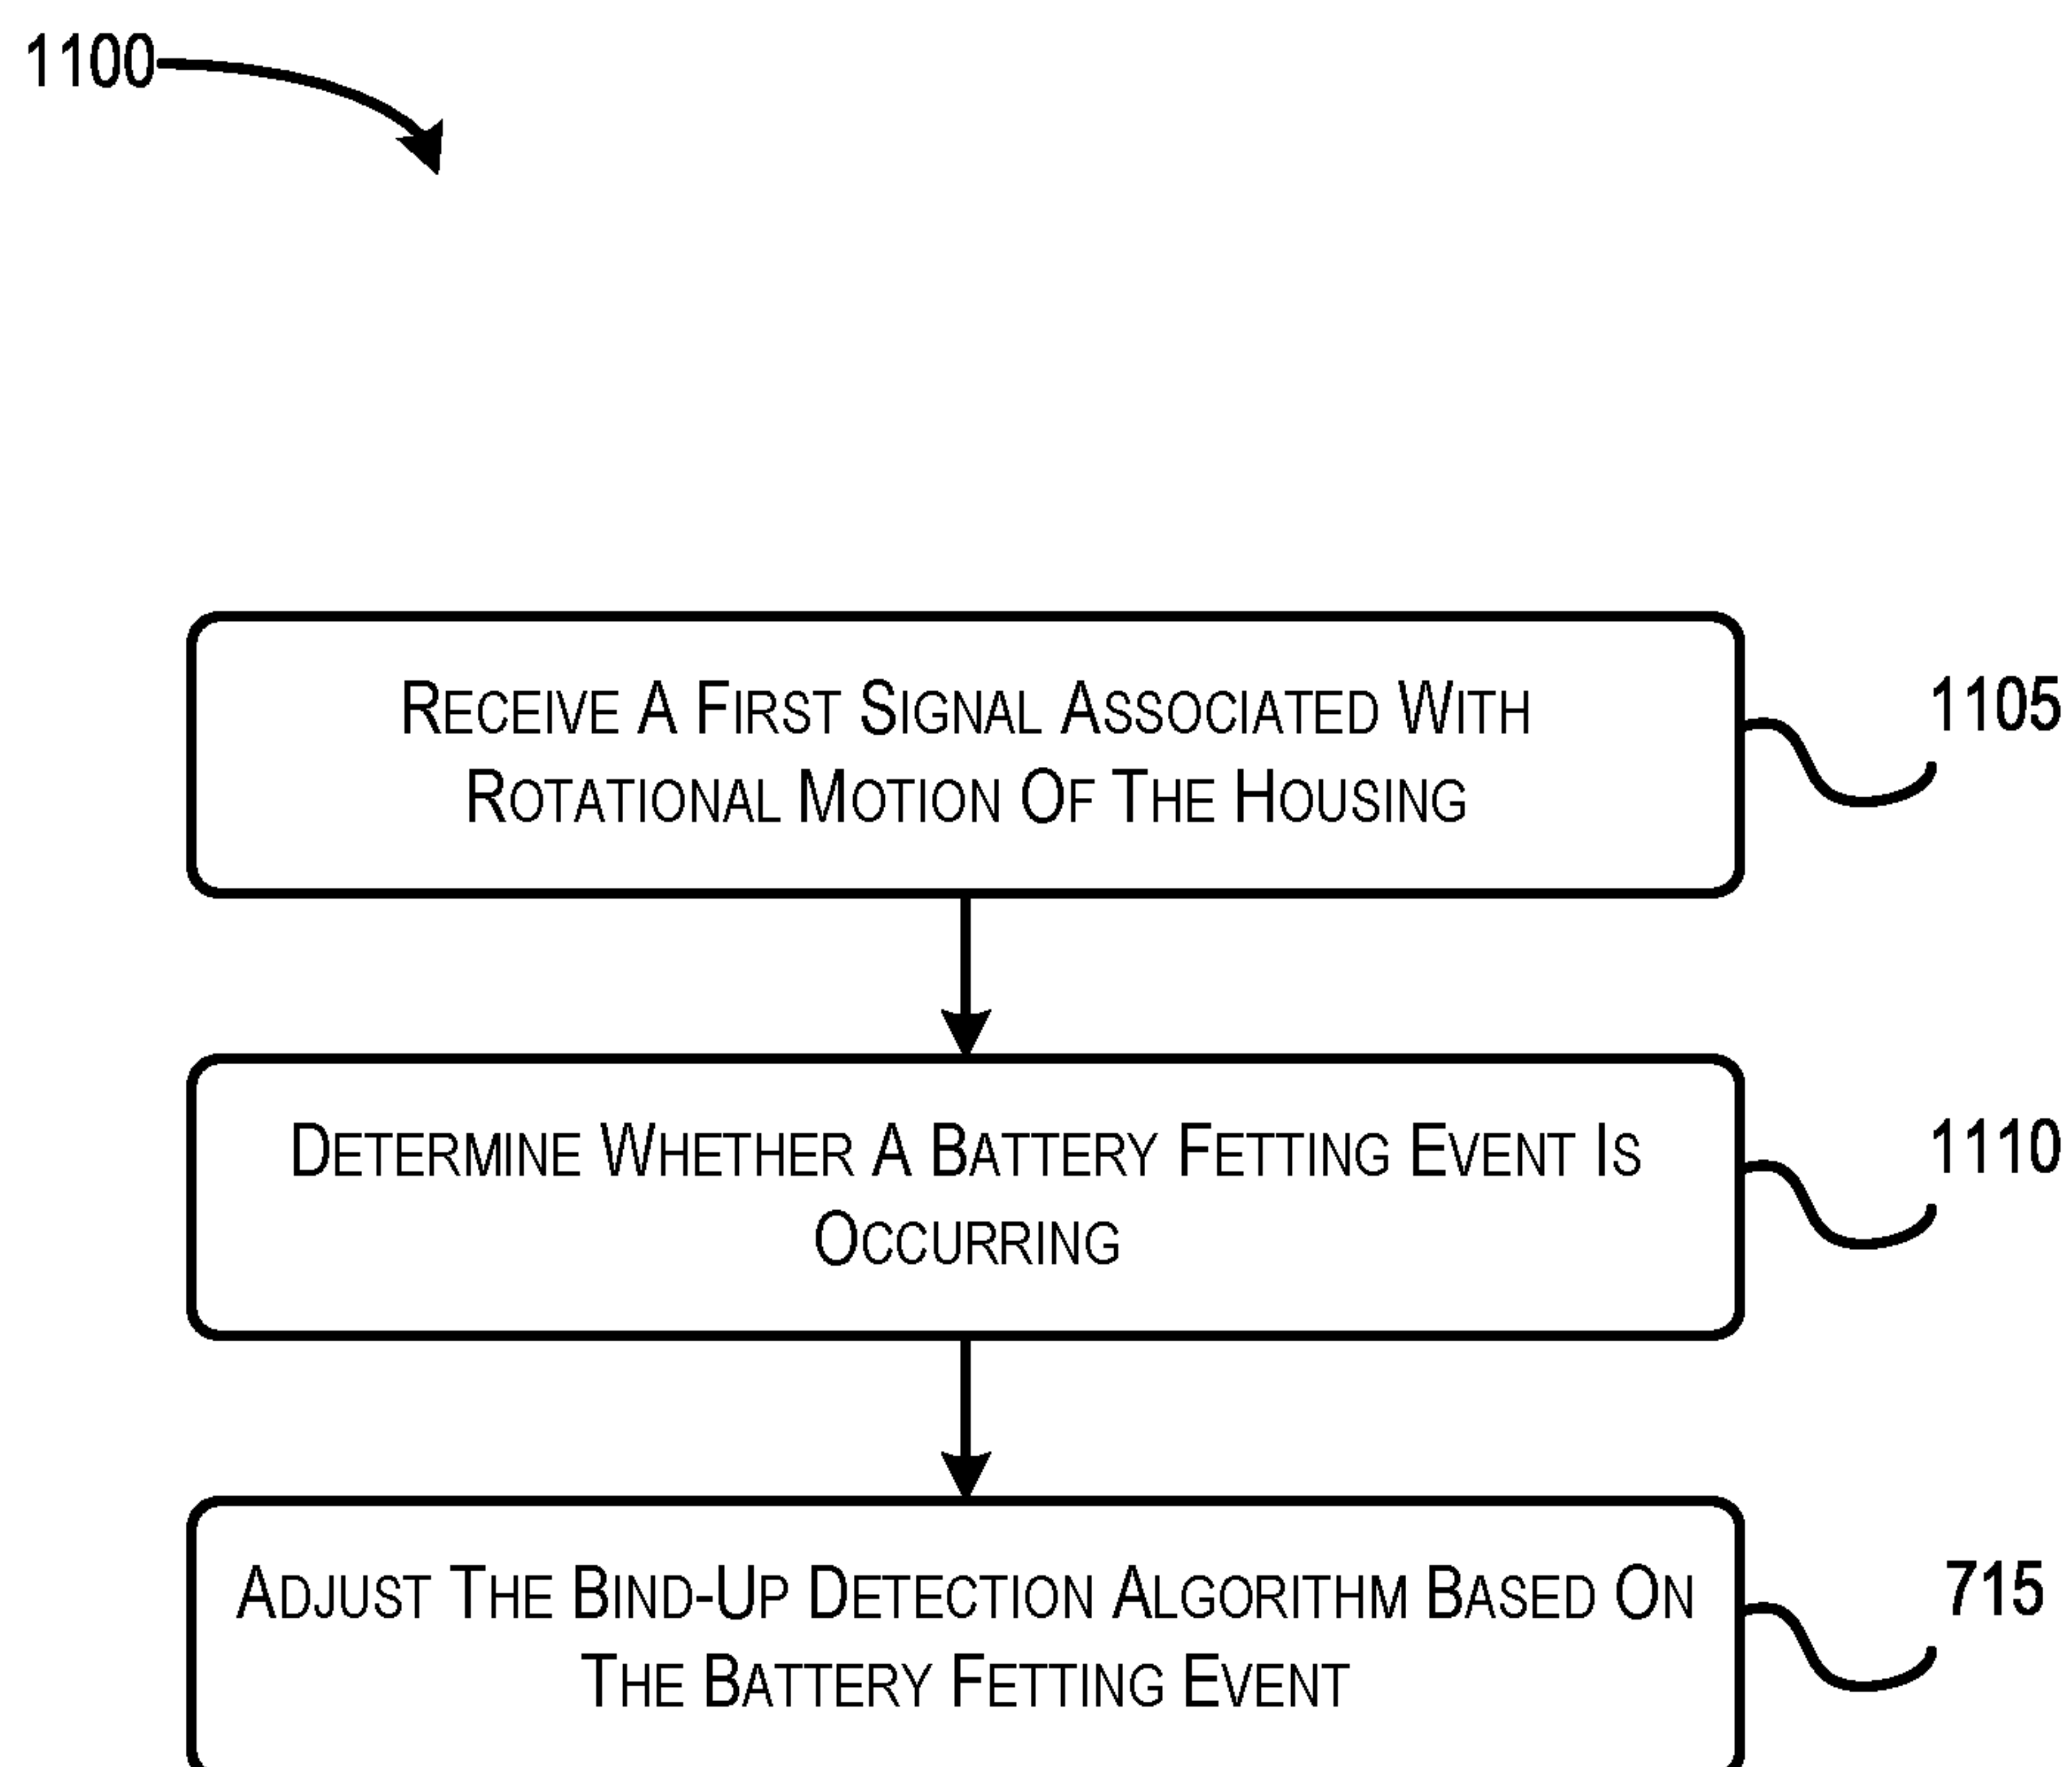 1100
RECEIVE A FIRST SIGNAL ASSOCIATED WITH
ROTATIONAL MOTION OF THE HOUSING
1105
DETERMINE WHETHER A BATTERY FETTING EVENT IS
OCCURRING
1110
ADJUST THE BIND-UP DETECTION ALGORITHM BASED ON
THE BATTERY FETTING EVENT
715